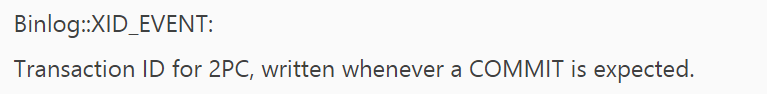 Binlog::XID_EVENT:
Transaction ID for 2PC, written whenever a COMMIT is expected.